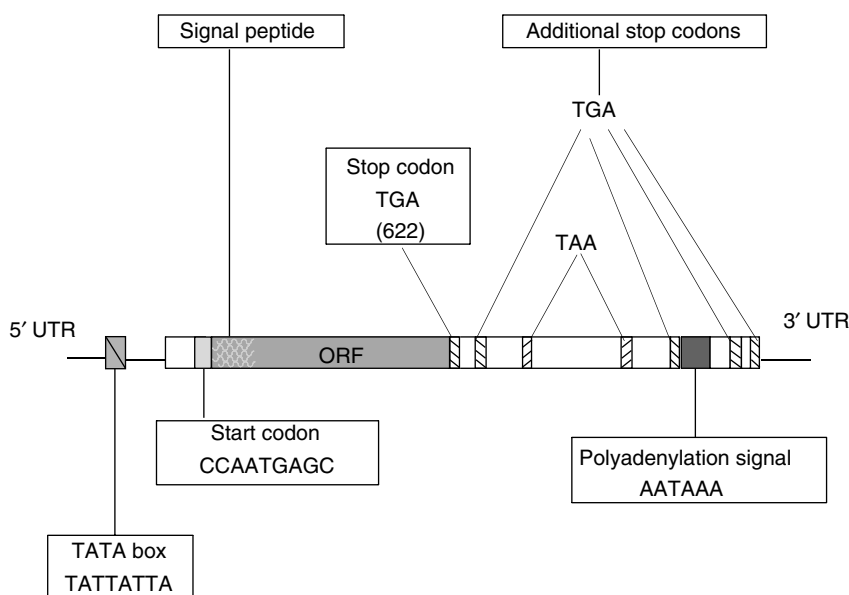 Signal peptide
Additional stop codons
TGA
Stop codon
TGA
(622)
TAA
5′ UTR
3′ UTR
ORF
Start codon
CCAATGAGC
Polyadenylation signal
AATAAA
TATA box
TATTATTA